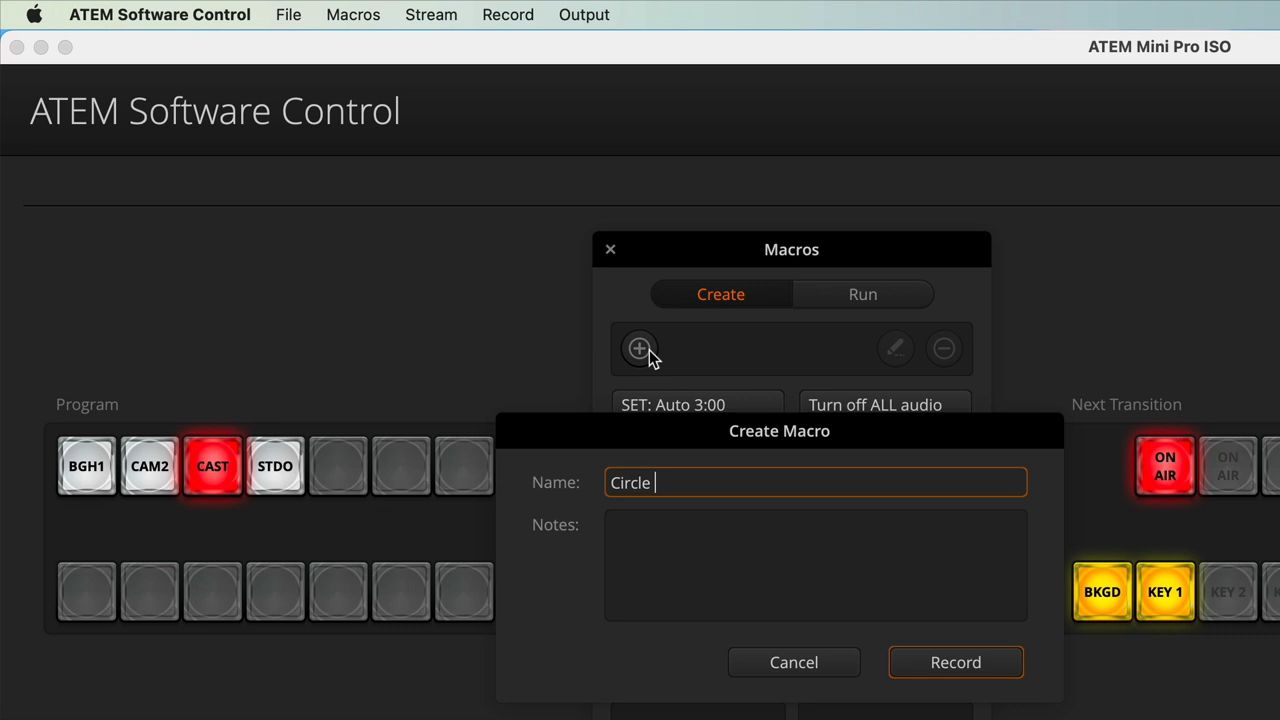 ATEM Software Control File Macros Stream Record Output
ATEM Mini Pro ISO
ATEM Software Control
Macros
Create Run
SET: Auto 3:00 Turn off ALL audio
Program
Next Transition
Create Macro
BGH1 CAM2 CAST STDO
ON AIR
ON AIR
Name: Circle
Notes:
BKGD KEY 1 KEY 2
Cancel Record